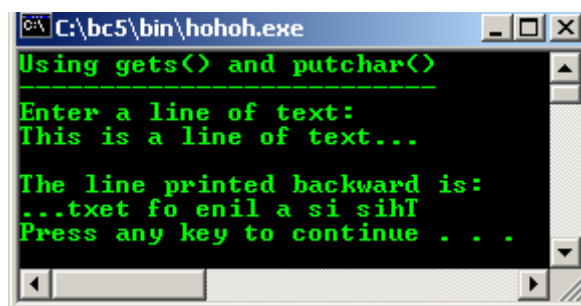 C:\bc5\bin\hohoh.exe
Using gets() and putchar()
--------------------------
Enter a line of text:
This is a line of text...
The line printed backward is:
...txet fo enil a si sihT
Press any key to continue . . .